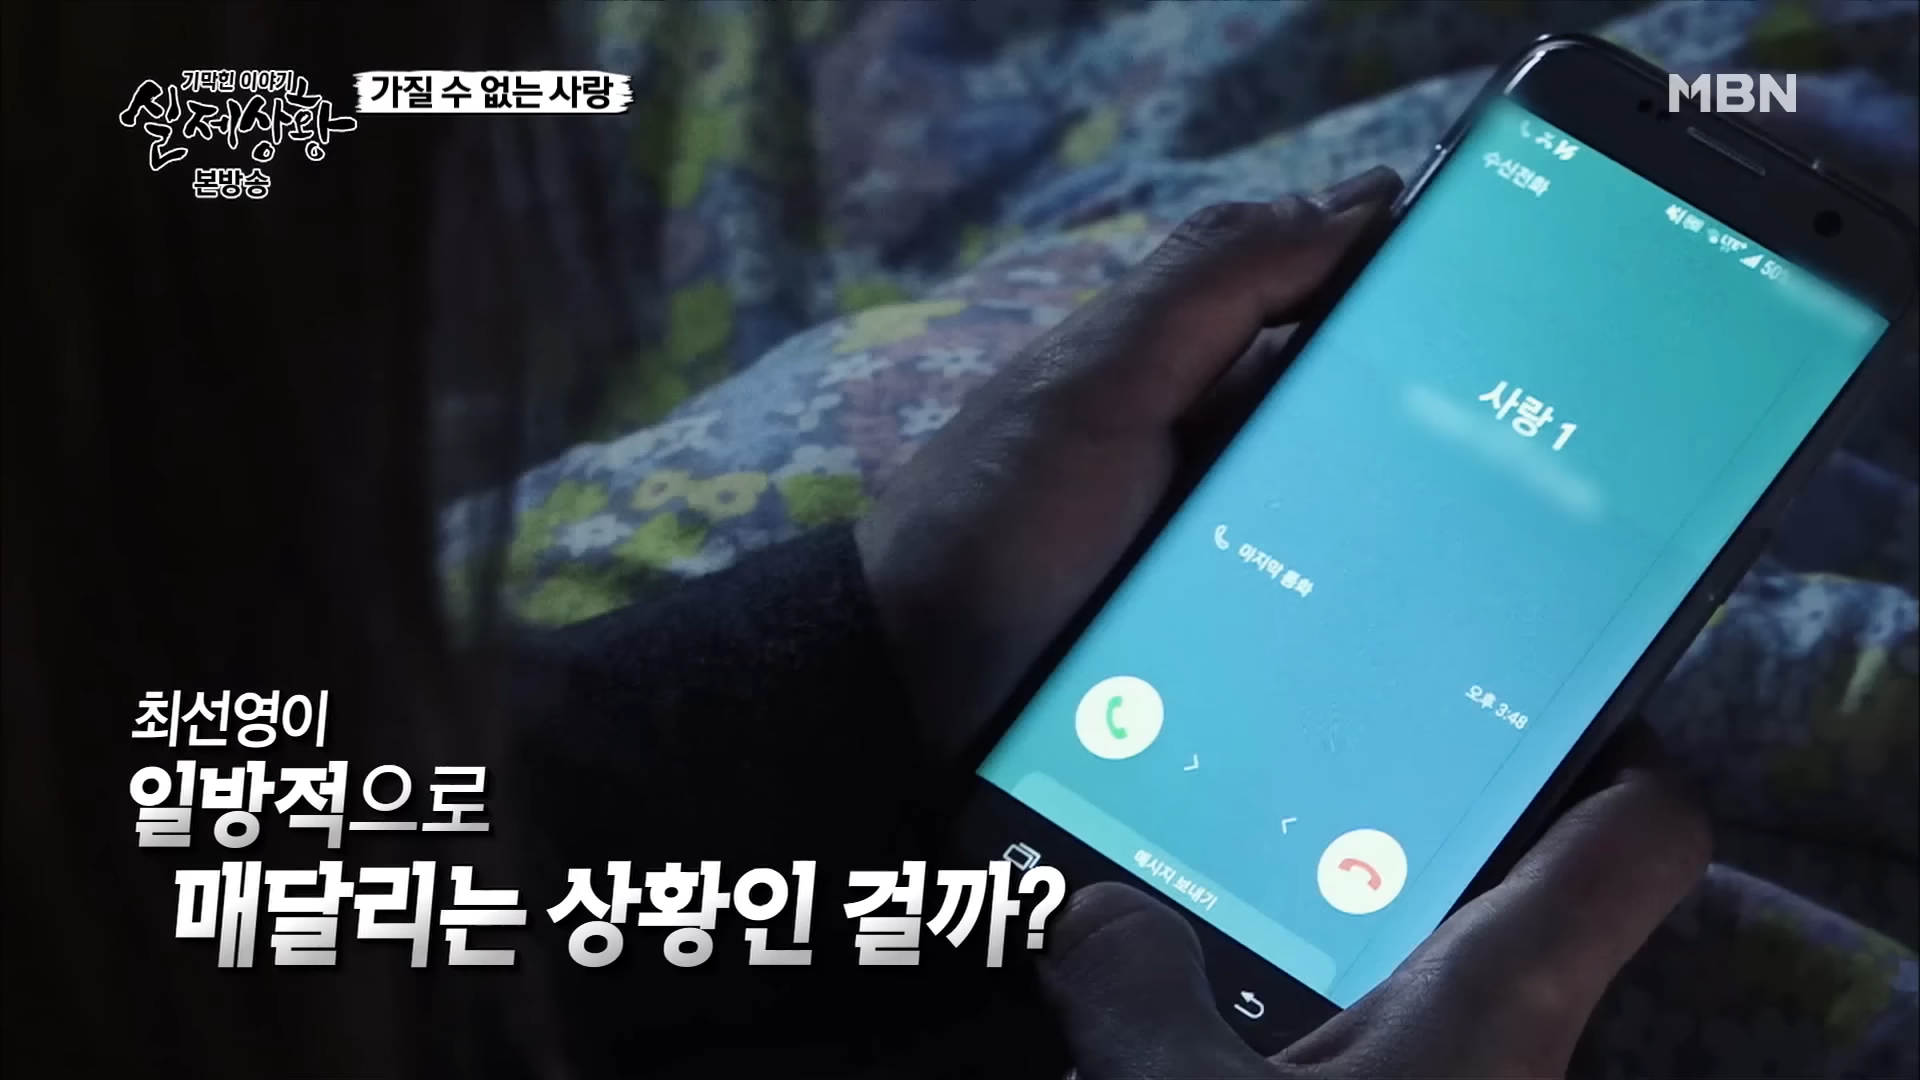 기막힌 이야기
실제상황
본방송
가질 수 없는 사랑
MBN
수신전화
LTE
50%
사랑 1
마지막 통화
오후 3:48
메시지 보내기
최선영이
일방적으로
매달리는 상황인 걸까?